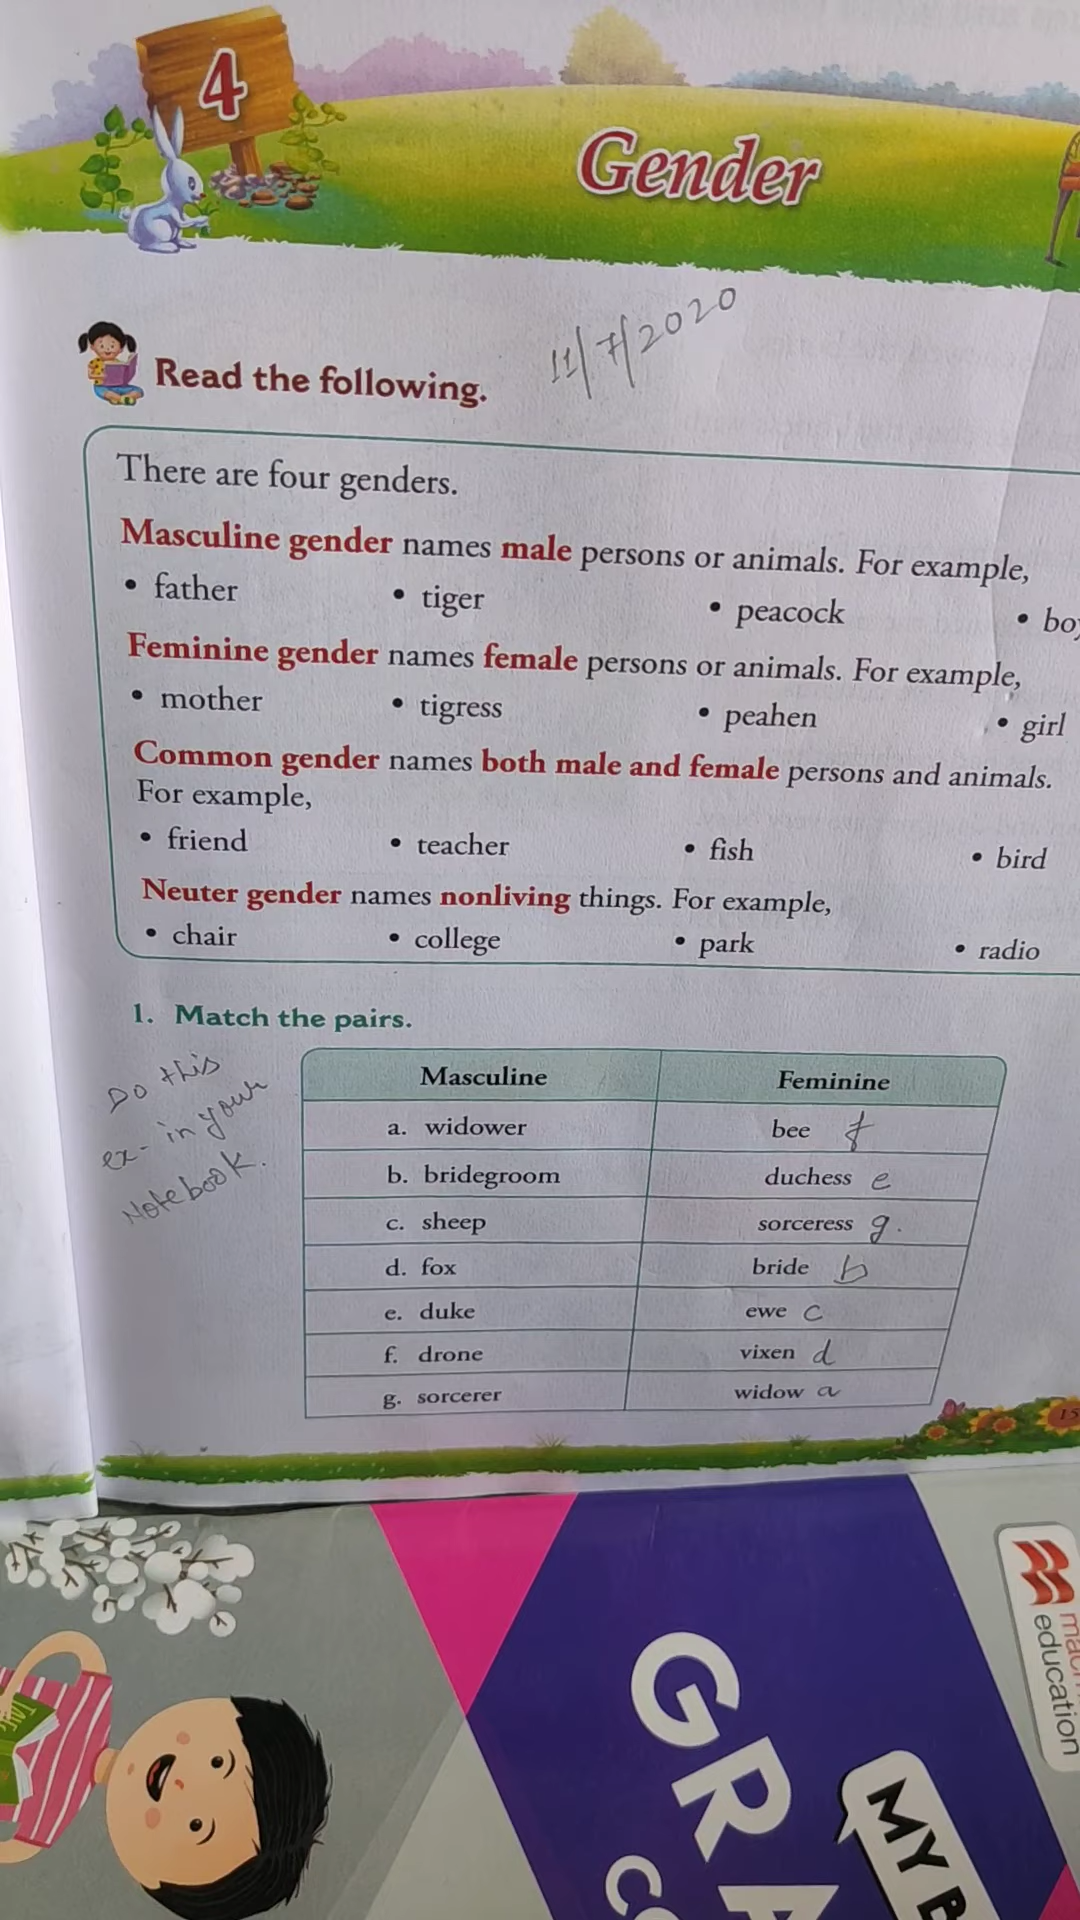 4
Gender
11/7/2020
Read the following.
There are four genders.
Masculine gender names male persons or animals. For example,
• father • tiger • peacock • boy
Feminine gender names female persons or animals. For example,
• mother • tigress • peahen • girl
Common gender names both male and female persons and animals.
For example,
• friend • teacher • fish • bird
Neuter gender names nonliving things. For example,
• chair • college • park • radio
1. Match the pairs.
Do this
ex- in your
Notebook.
Masculine Feminine
a. widower bee f
b. bridegroom duchess e
c. sheep sorceress g.
d. fox bride b
e. duke ewe c
f. drone vixen d
g. sorcerer widow a
15
education
MY